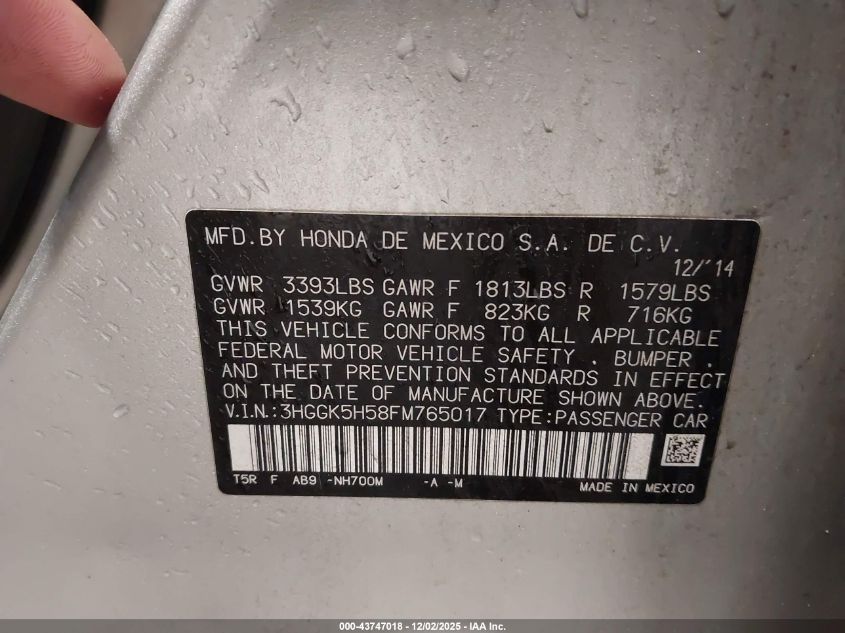 MFD.BY HONDA DE MEXICO S.A. DE C.V.
12/'14
GVWR 3393LBS GAWR F 1813LBS R 1579LBS
GVWR 1539KG GAWR F 823KG R 716KG
THIS VEHICLE CONFORMS TO ALL APPLICABLE
FEDERAL MOTOR VEHICLE SAFETY , BUMPER ,
AND THEFT PREVENTION STANDARDS IN EFFECT
ON THE DATE OF MANUFACTURE SHOWN ABOVE.
V.I.N.:3HGGK5H58FM765017 TYPE:PASSENGER CAR
T5R F AB9 -NH700M -A -M MADE IN MEXICO
000-43747018 - 12/02/2025 - IAA Inc.